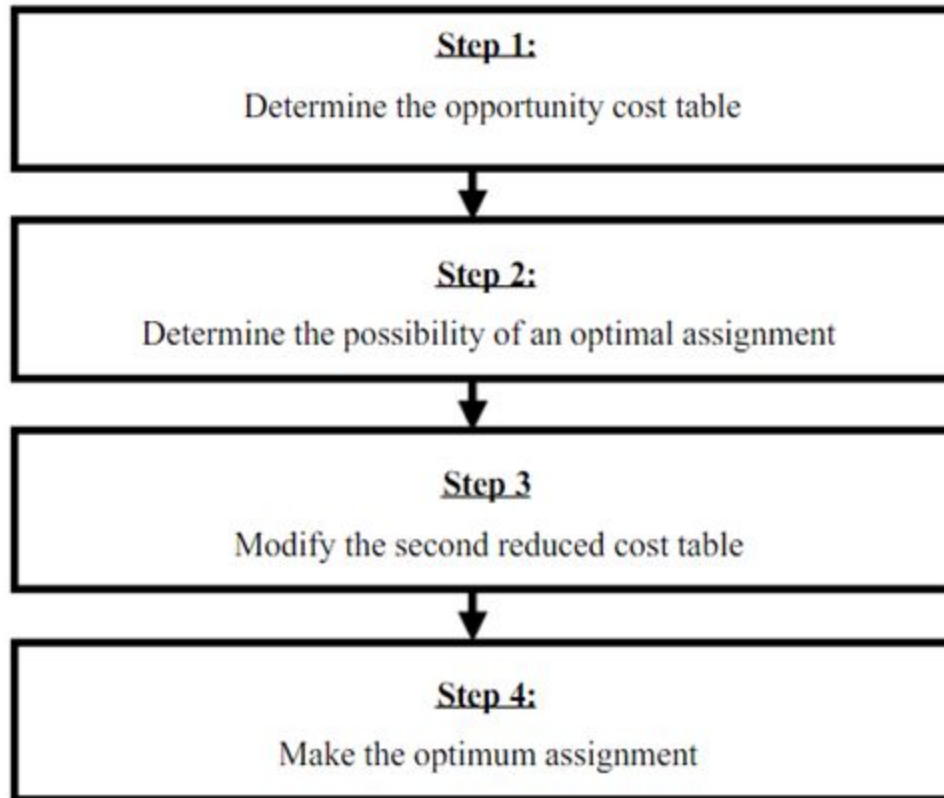 Step 1:
Determine the opportunity cost table
Step 2:
Determine the possibility of an optimal assignment
Step 3
Modify the second reduced cost table
Step 4:
Make the optimum assignment